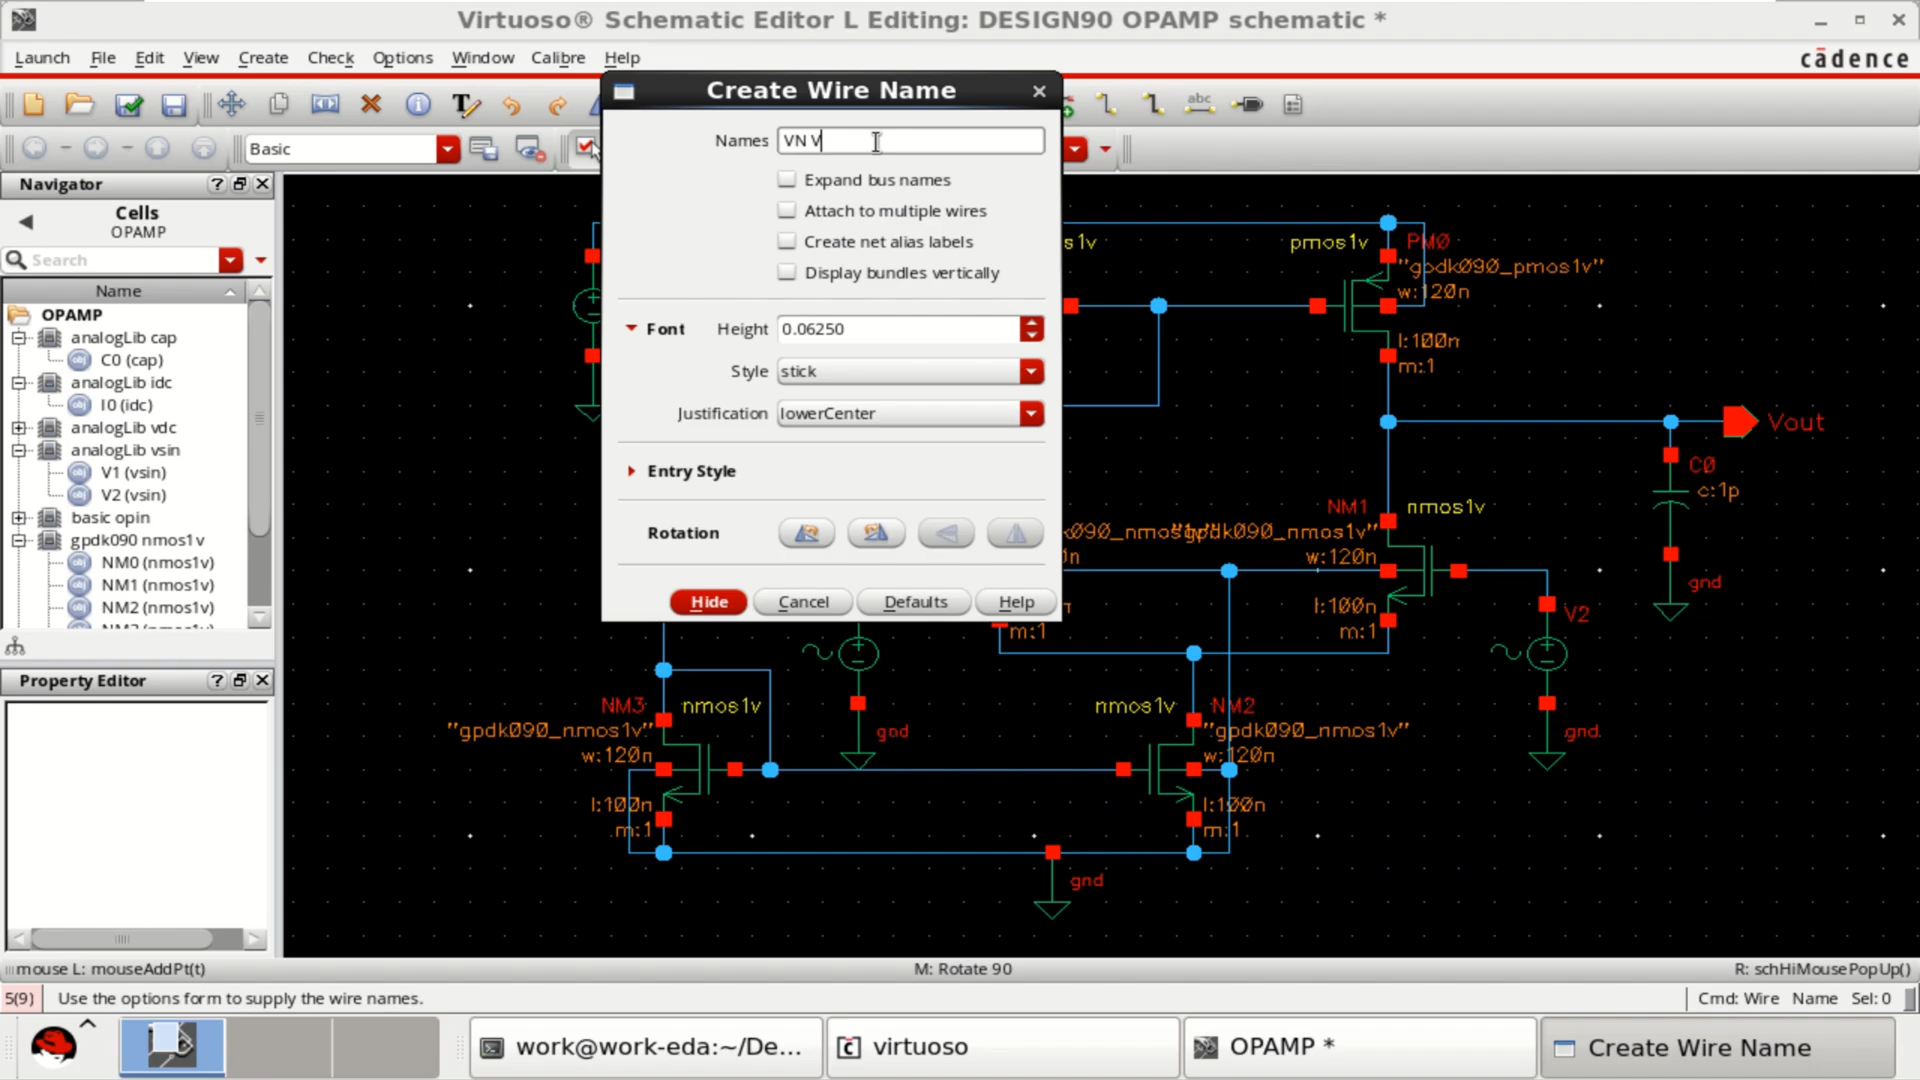 Virtuoso® Schematic Editor L Editing: DESIGN90 OPAMP schematic *
Launch File Edit View Create Check Options Window Calibre Help
cādence
Basic
Create Wire Name
Names VN V
Expand bus names
Attach to multiple wires
Create net alias labels
Display bundles vertically
Font Height 0.06250
Style stick
Justification lowerCenter
Entry Style
Rotation
Hide Cancel Defaults Help
abc
Navigator
Cells
OPAMP
Search
Name
OPAMP
analogLib cap
C0 (cap)
analogLib idc
I0 (idc)
analogLib vdc
analogLib vsin
V1 (vsin)
V2 (vsin)
basic opin
gpdk090 nmos1v
NM0 (nmos1v)
NM1 (nmos1v)
NM2 (nmos1v)
Property Editor
s1v
pmos1v
PM0
"gpdk090_pmos1v"
w:120n
l:100n
m:1
Vout
C0
c:1p
gnd
NM1
nmos1v
gpdk090_nmos1v"
w:120n
l:100n
m:1
m:1
V2
gnd
NM3
nmos1v
"gpdk090_nmos1v"
w:120n
l:100n
m:1
gnd
nmos1v
NM2
"gpdk090_nmos1v"
w:120n
l:100n
m:1
gnd
mouse L: mouseAddPt(t)
M: Rotate 90
R: schHiMousePopUp()
5(9)
Use the options form to supply the wire names.
Cmd: Wire Name Sel: 0
work@work-eda:~/De...
virtuoso
OPAMP *
Create Wire Name